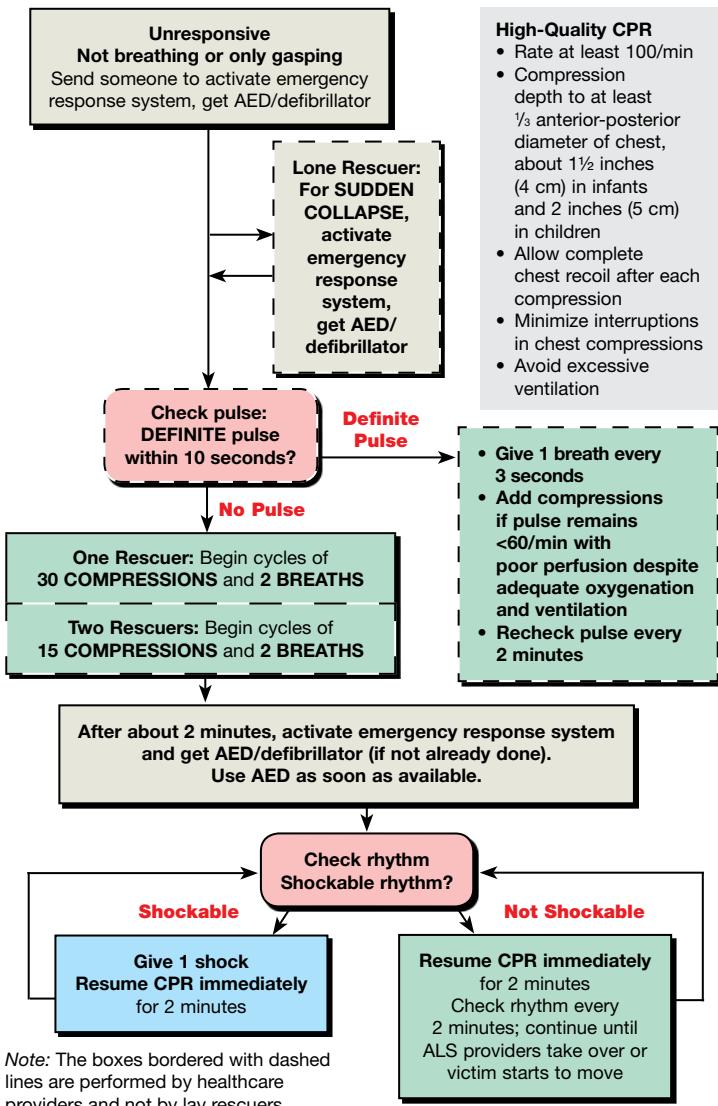 Unresponsive
Not breathing or only gasping
Send someone to activate emergency
response system, get AED/defibrillator
High-Quality CPR
• Rate at least 100/min
• Compression
depth to at least
⅓ anterior-posterior
diameter of chest,
about 1½ inches
(4 cm) in infants
and 2 inches (5 cm)
in children
• Allow complete
chest recoil after each
compression
• Minimize interruptions
in chest compressions
• Avoid excessive
ventilation
Lone Rescuer:
For SUDDEN
COLLAPSE,
activate
emergency
response
system,
get AED/
defibrillator
Check pulse:
DEFINITE pulse
within 10 seconds?
Definite
Pulse
• Give 1 breath every
3 seconds
• Add compressions
if pulse remains
<60/min with
poor perfusion despite
adequate oxygenation
and ventilation
• Recheck pulse every
2 minutes
No Pulse
One Rescuer: Begin cycles of
30 COMPRESSIONS and 2 BREATHS
Two Rescuers: Begin cycles of
15 COMPRESSIONS and 2 BREATHS
After about 2 minutes, activate emergency response system
and get AED/defibrillator (if not already done).
Use AED as soon as available.
Check rhythm
Shockable rhythm?
Shockable
Not Shockable
Give 1 shock
Resume CPR immediately
for 2 minutes
Resume CPR immediately
for 2 minutes
Check rhythm every
2 minutes; continue until
ALS providers take over or
victim starts to move
Note: The boxes bordered with dashed
lines are performed by healthcare
providers and not by lay rescuers